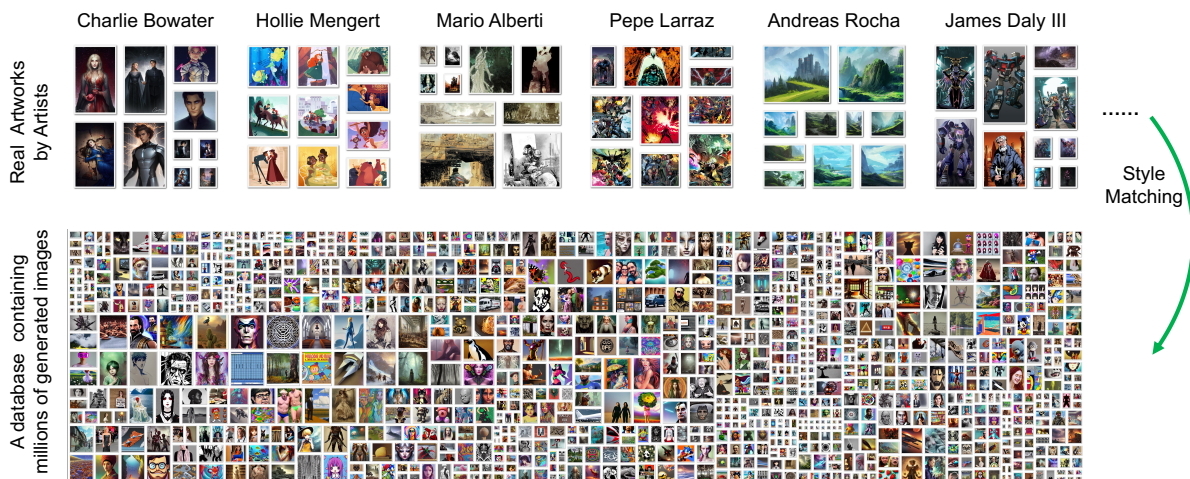 Charlie Bowater
Hollie Mengert
Mario Alberti
Pepe Larraz
Andreas Rocha
James Daly III
Real Artworks
by Artists
......
Style
Matching
A database containing
millions of generated images